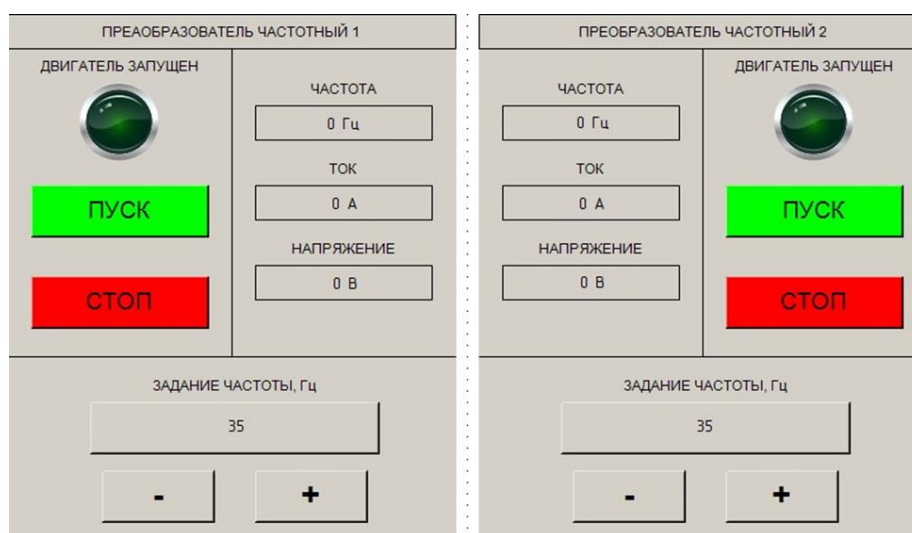 ПРЕАОБРАЗОВАТЕЛЬ ЧАСТОТНЫЙ 1
ДВИГАТЕЛЬ ЗАПУЩЕН
ЧАСТОТА
0 Гц
ТОК
0 А
НАПРЯЖЕНИЕ
0 В
ПУСК
СТОП
ЗАДАНИЕ ЧАСТОТЫ, Гц
35
-
+
ПРЕОБРАЗОВАТЕЛЬ ЧАСТОТНЫЙ 2
ЧАСТОТА
0 Гц
ТОК
0 А
НАПРЯЖЕНИЕ
0 В
ДВИГАТЕЛЬ ЗАПУЩЕН
ПУСК
СТОП
ЗАДАНИЕ ЧАСТОТЫ, Гц
35
-
+